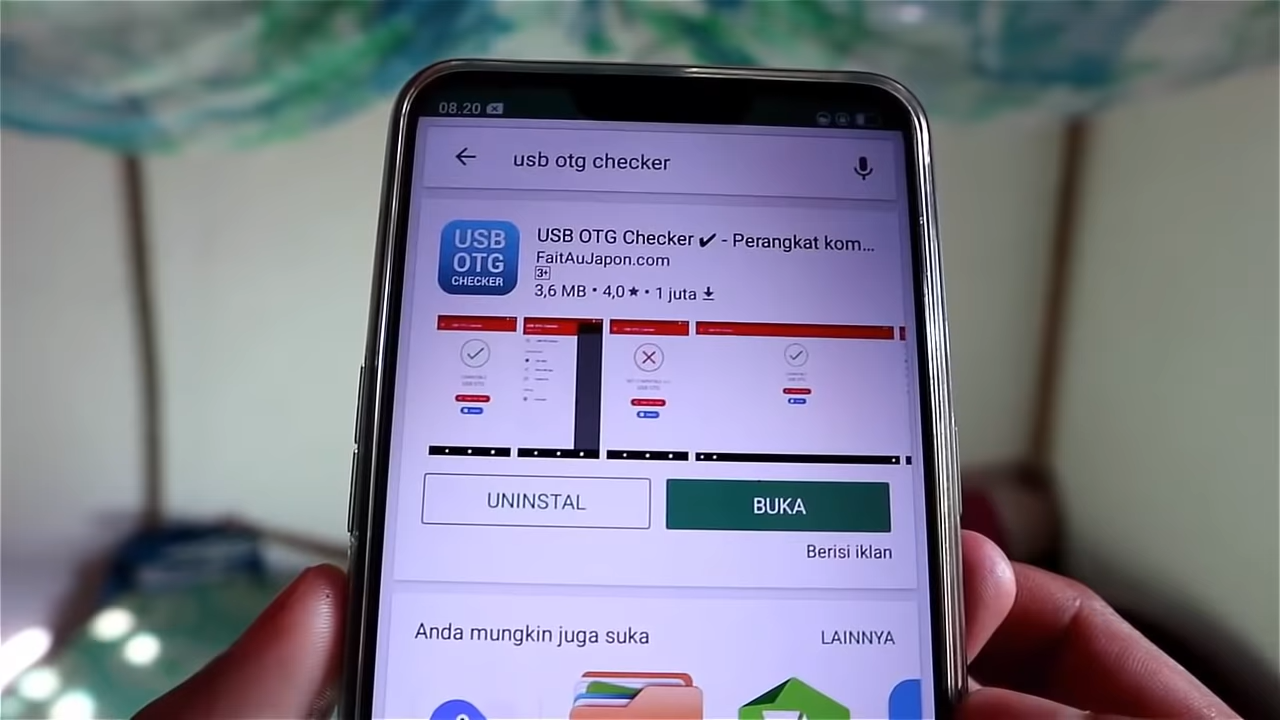 08.20
usb otg checker
USB
OTG
CHECKER
USB OTG Checker ✔ - Perangkat kom...
FaitAuJapon.com
3+
3,6 MB • 4,0★ • 1 juta
UNINSTAL
BUKA
Berisi iklan
Anda mungkin juga suka
LAINNYA